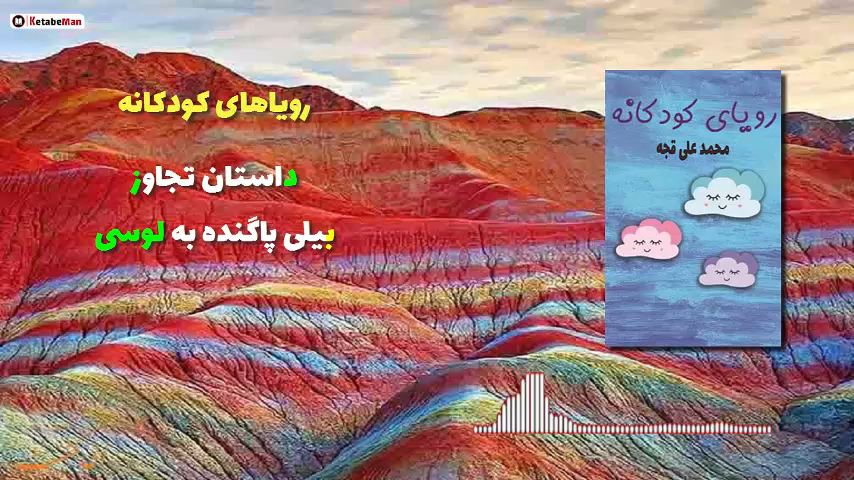 KetabeMan
رویاهای کودکانه
داستان تجاوز
بیلی پاگنده به لوسی
رویای کودکانه
محمد علی قجه